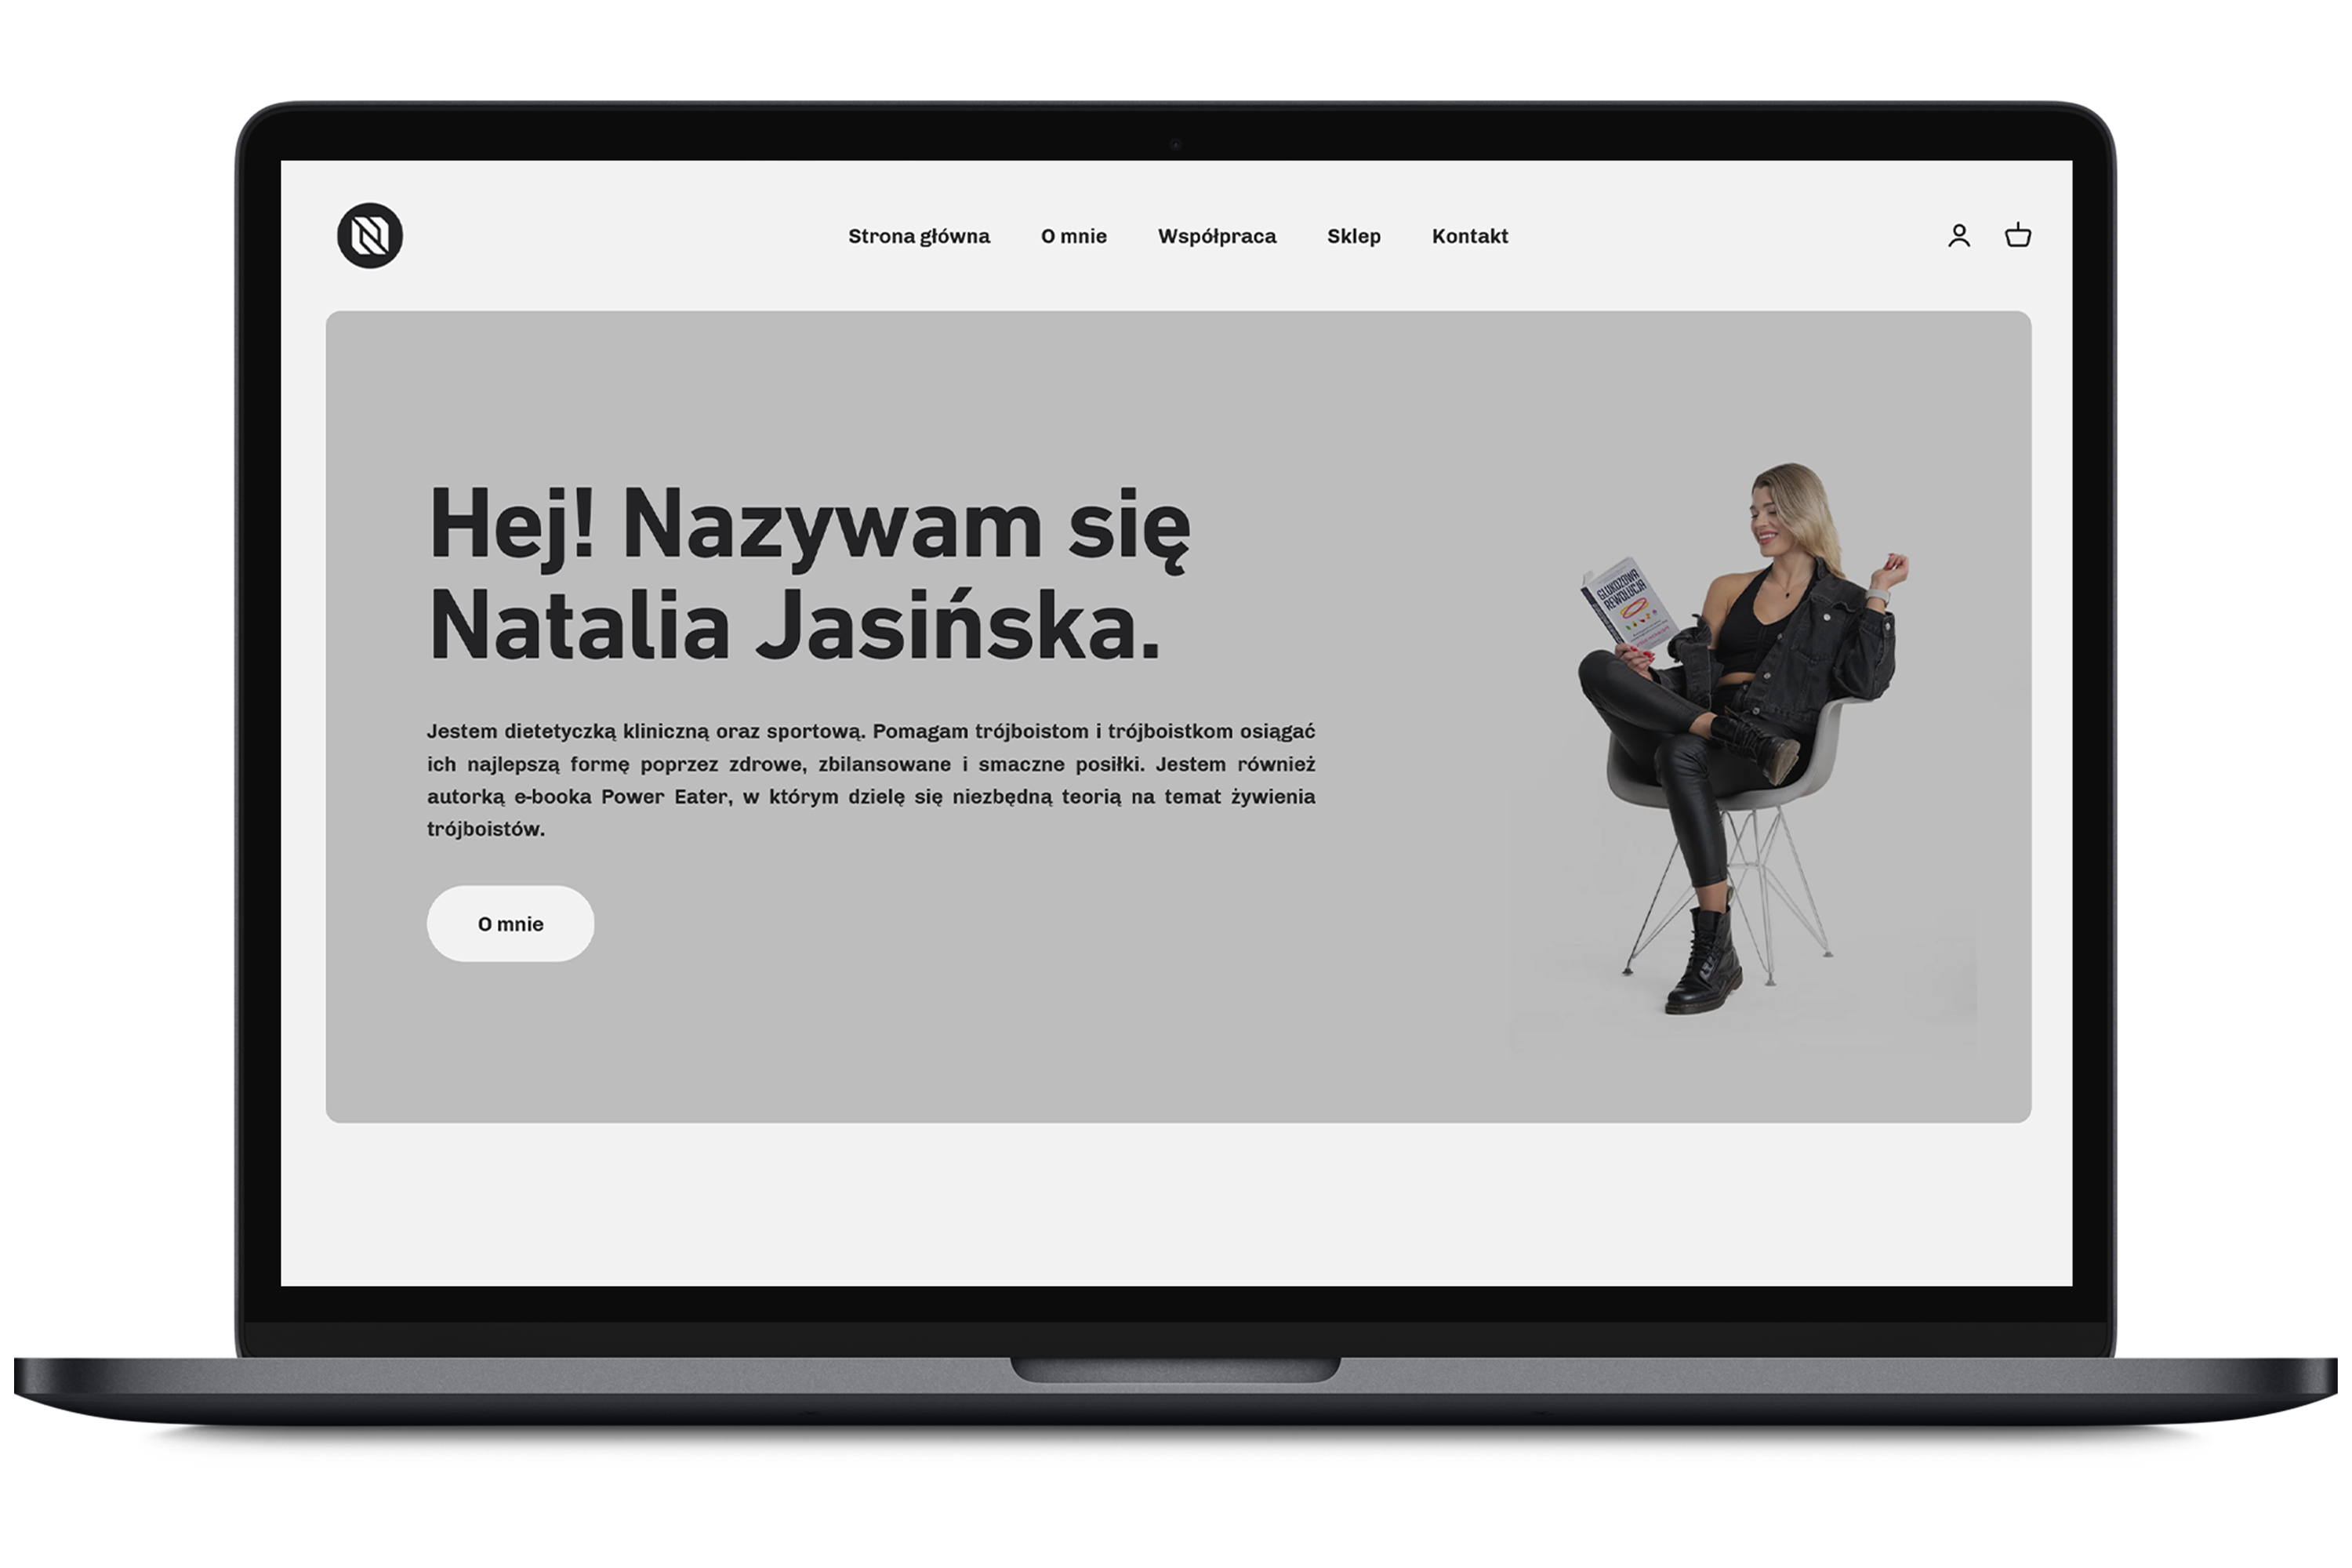 Strona główna
O mnie
Współpraca
Sklep
Kontakt
Hej! Nazywam się
Natalia Jasińska.
Jestem dietetyczką kliniczną oraz sportową. Pomagam trójboistom i trójboistkom osiągać
ich najlepszą formę poprzez zdrowe, zbilansowane i smaczne posiłki. Jestem również
autorką e-booka Power Eater, w którym dzielę się niezbędną teorią na temat żywienia
trójboistów.
O mnie
GLUKOZOWA
REWOLUCJA